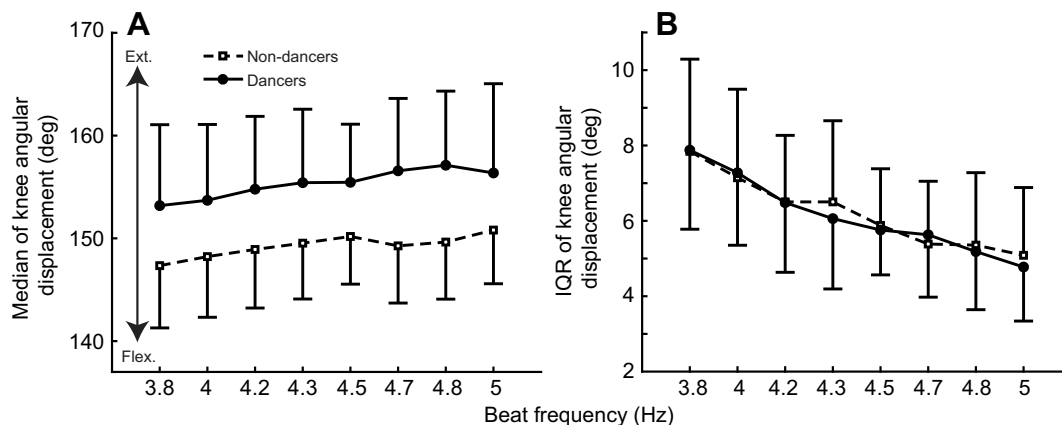 A
B
Median of knee angular
displacement (deg)
170
160
150
140
Ext.
Flex.
Non-dancers
Dancers
3.8 4 4.2 4.3 4.5 4.7 4.8 5
IQR of knee angular
displacement (deg)
10
8
6
4
2
3.8 4 4.2 4.3 4.5 4.7 4.8 5
Beat frequency (Hz)